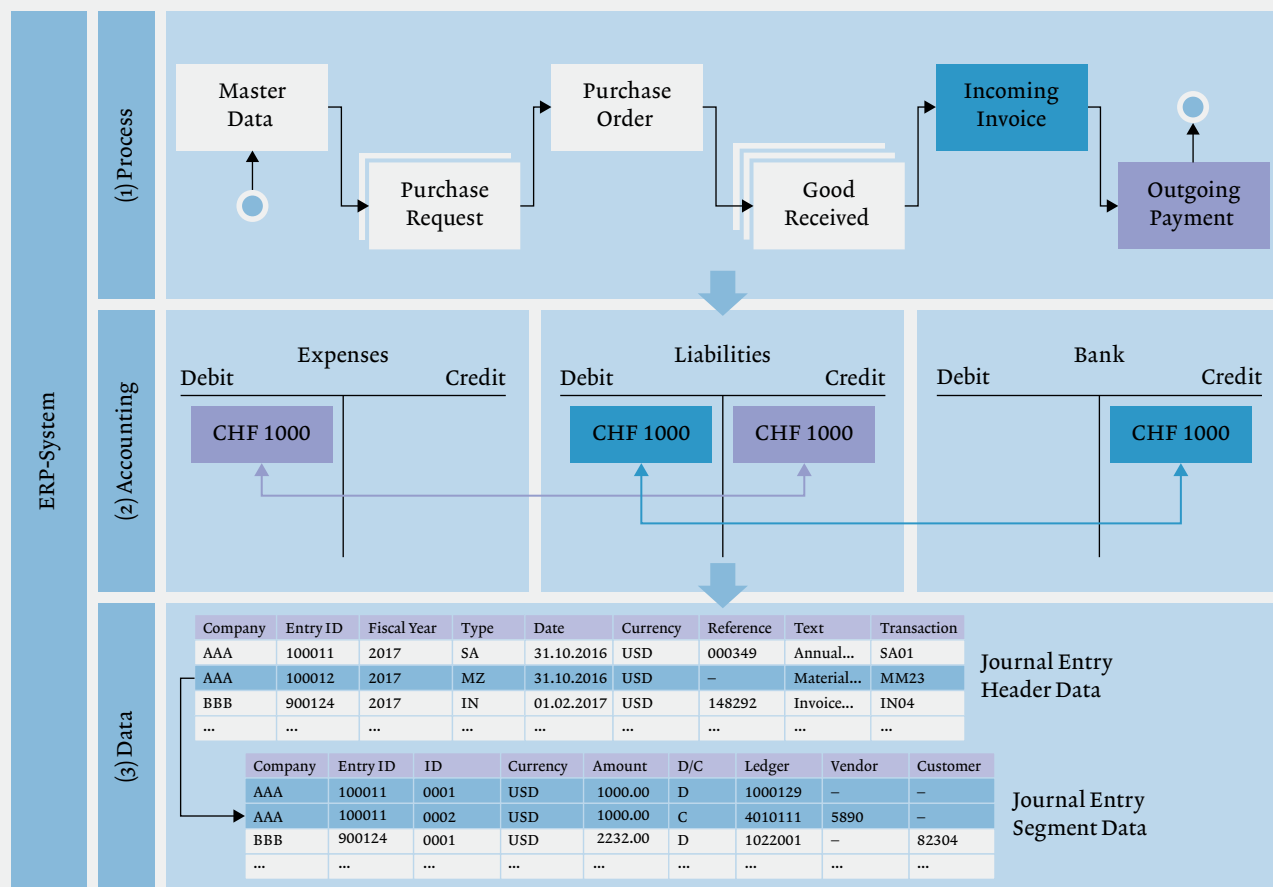 ERP-System
(1) Process
Master
Data
Purchase
Request
Purchase
Order
Good
Received
Incoming
Invoice
Outgoing
Payment
(2) Accounting
Expenses
Debit Credit
CHF 1000
Liabilities
Debit Credit
CHF 1000 CHF 1000
Bank
Debit Credit
CHF 1000
(3) Data
Company Entry ID Fiscal Year Type Date Currency Reference Text Transaction
AAA 100011 2017 SA 31.10.2016 USD 000349 Annual... SA01
AAA 100012 2017 MZ 31.10.2016 USD – Material... MM23
BBB 900124 2017 IN 01.02.2017 USD 148292 Invoice... IN04
... ... ... ... ... ... ... ... ...
Journal Entry
Header Data
Company Entry ID ID Currency Amount D/C Ledger Vendor Customer
AAA 100011 0001 USD 1000.00 D 1000129 – –
AAA 100011 0002 USD 1000.00 C 4010111 5890 –
BBB 900124 0001 USD 2232.00 D 1022001 – 82304
... ... ... ... ... ... ... ... ...
Journal Entry
Segment Data